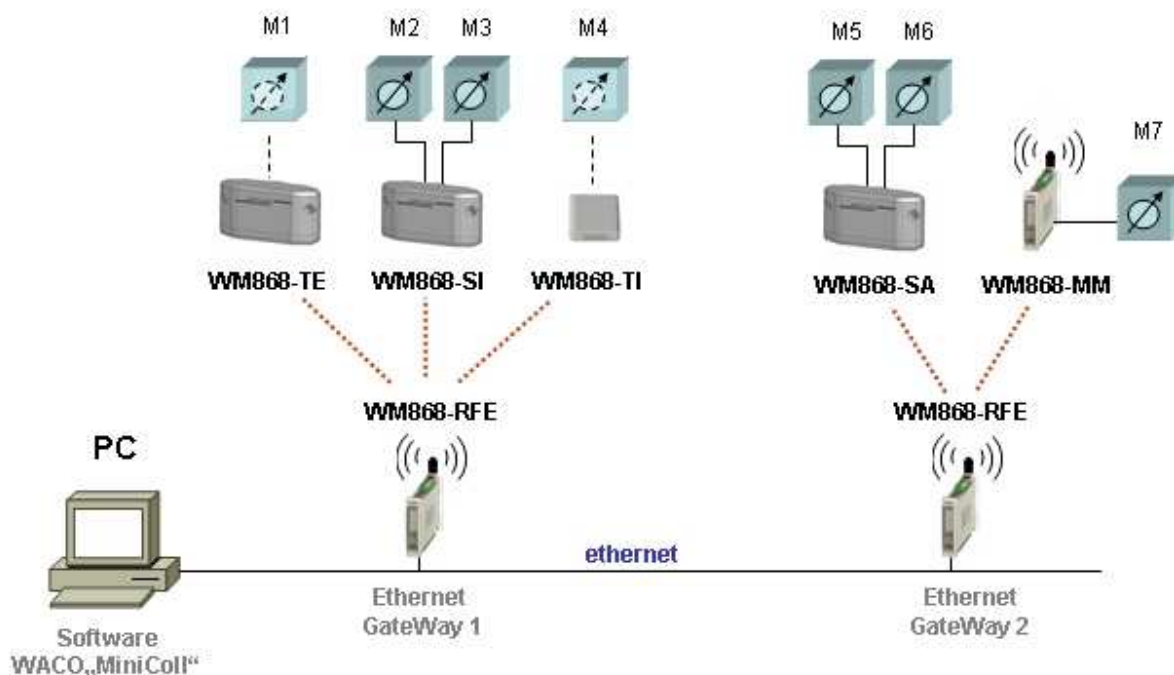 M1 M2 M3 M4 M5 M6
M7
WM868-TE WM868-SI WM868-TI WM868-SA WM868-MM
WM868-RFE WM868-RFE
PC
ethernet
Ethernet
GateWay 1
Ethernet
GateWay 2
Software
WACO„MiniColl“